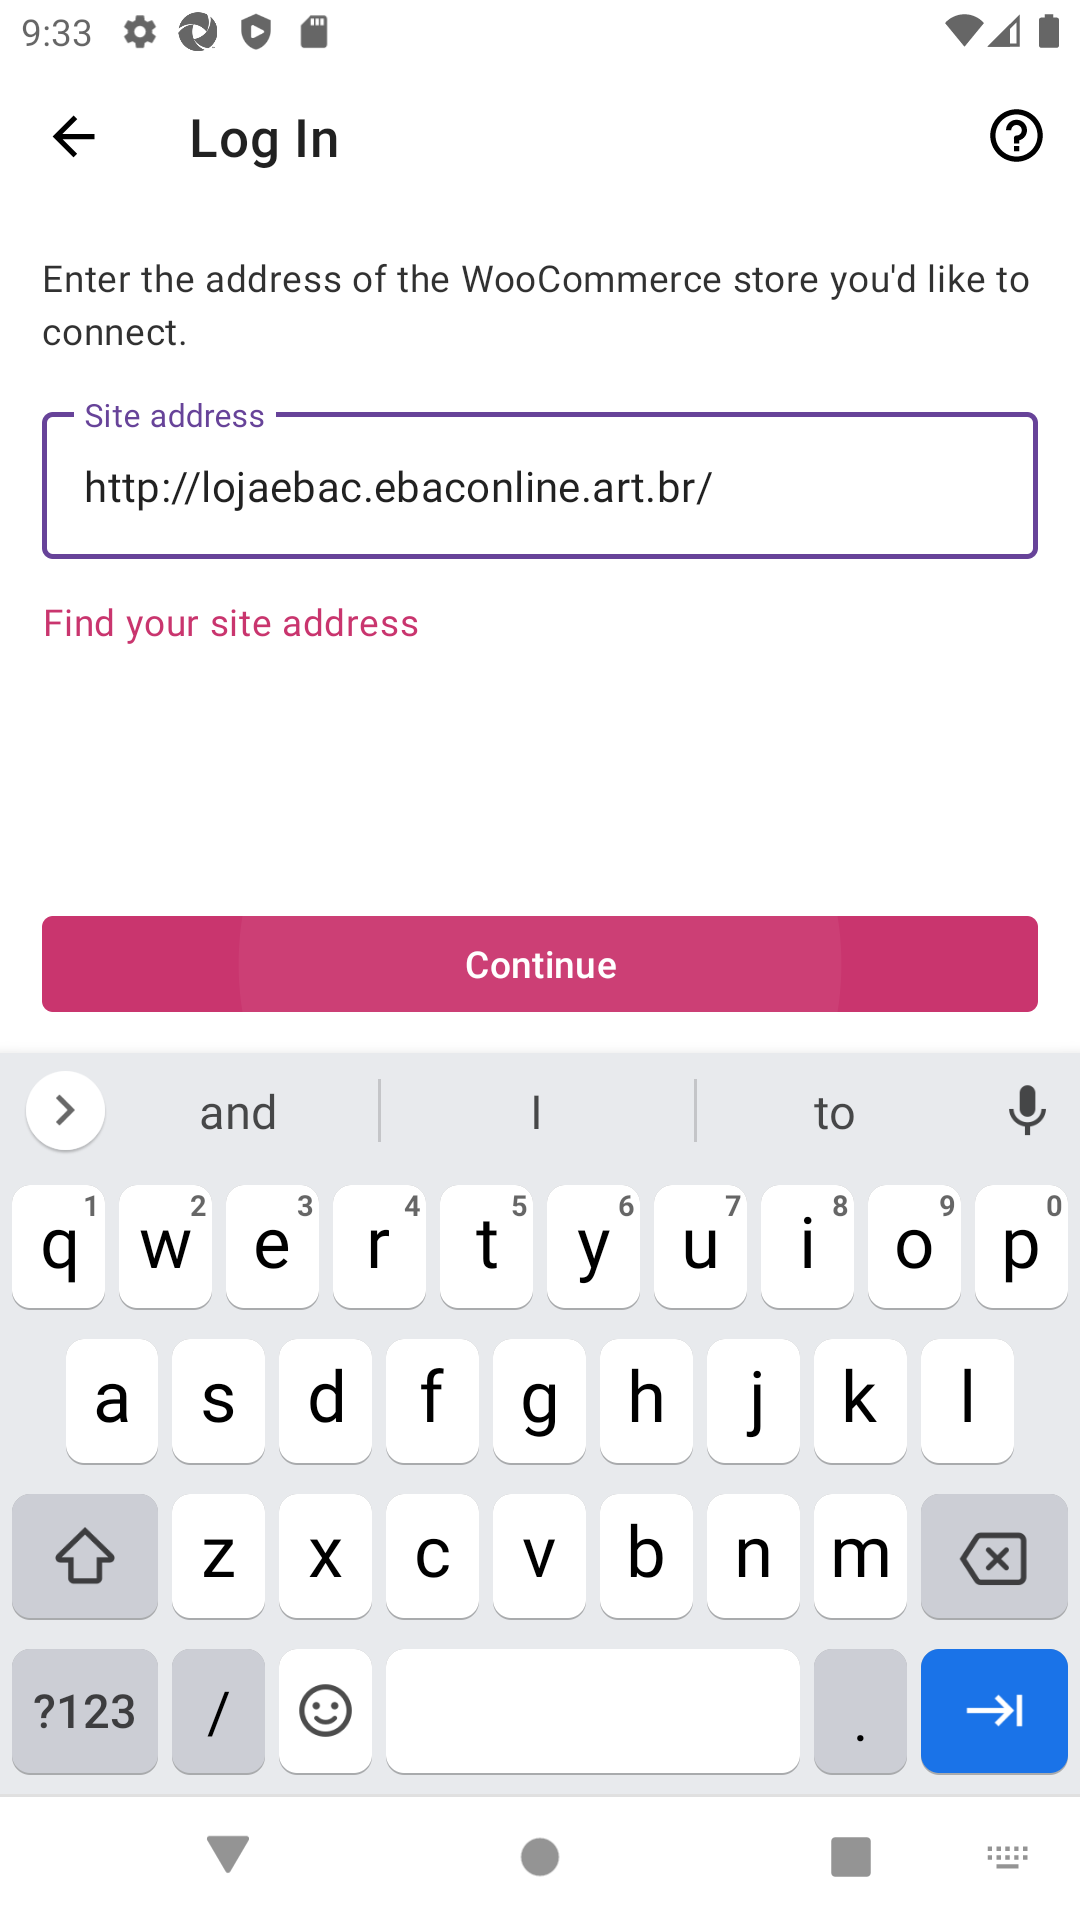 9:33
Log In
Enter the address of the WooCommerce store you'd like to
connect.
Site address
http://lojaebac.ebaconline.art.br/
Find your site address
Continue
and I to
1 2 3 4 5 6 7 8 9 0
q w e r t y u i o p
a s d f g h j k l
z x c v b n m
?123 / .